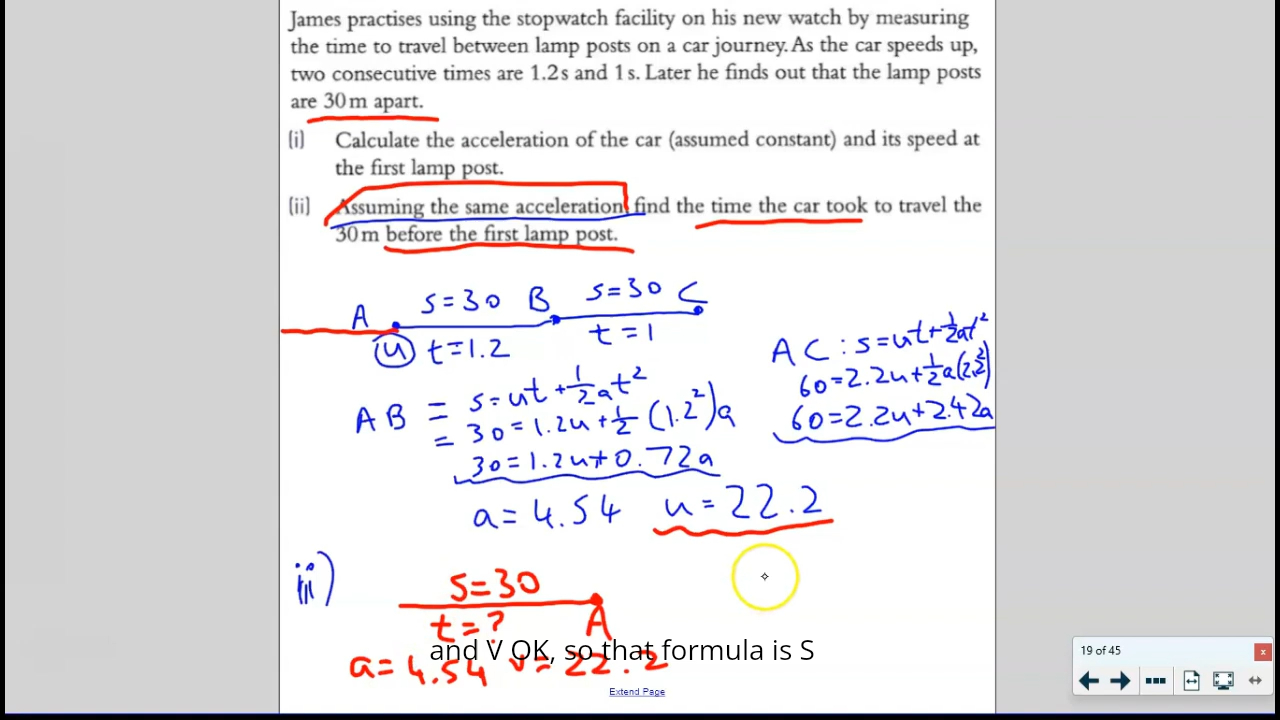 James practises using the stopwatch facility on his new watch by measuring
the time to travel between lamp posts on a car journey. As the car speeds up,
two consecutive times are 1.2 s and 1 s. Later he finds out that the lamp posts
are 30 m apart.
(i) Calculate the acceleration of the car (assumed constant) and its speed at
the first lamp post.
(ii) Assuming the same acceleration, find the time the car took to travel the
30 m before the first lamp post.
A s=30 B s=30 C
u t=1.2 t=1
AC: s=ut+½at²
60=2.2u+½a(2.2²)
60=2.2u+2.42a
AB = s=ut+½at²
= 30=1.2u+½(1.2²)a
30=1.2u+0.72a
a=4.54 u=22.2
ii) s=30
t=? A
and V OK, so that formula is S
a=4.54 v=22.2
Extend Page
19 of 45
x